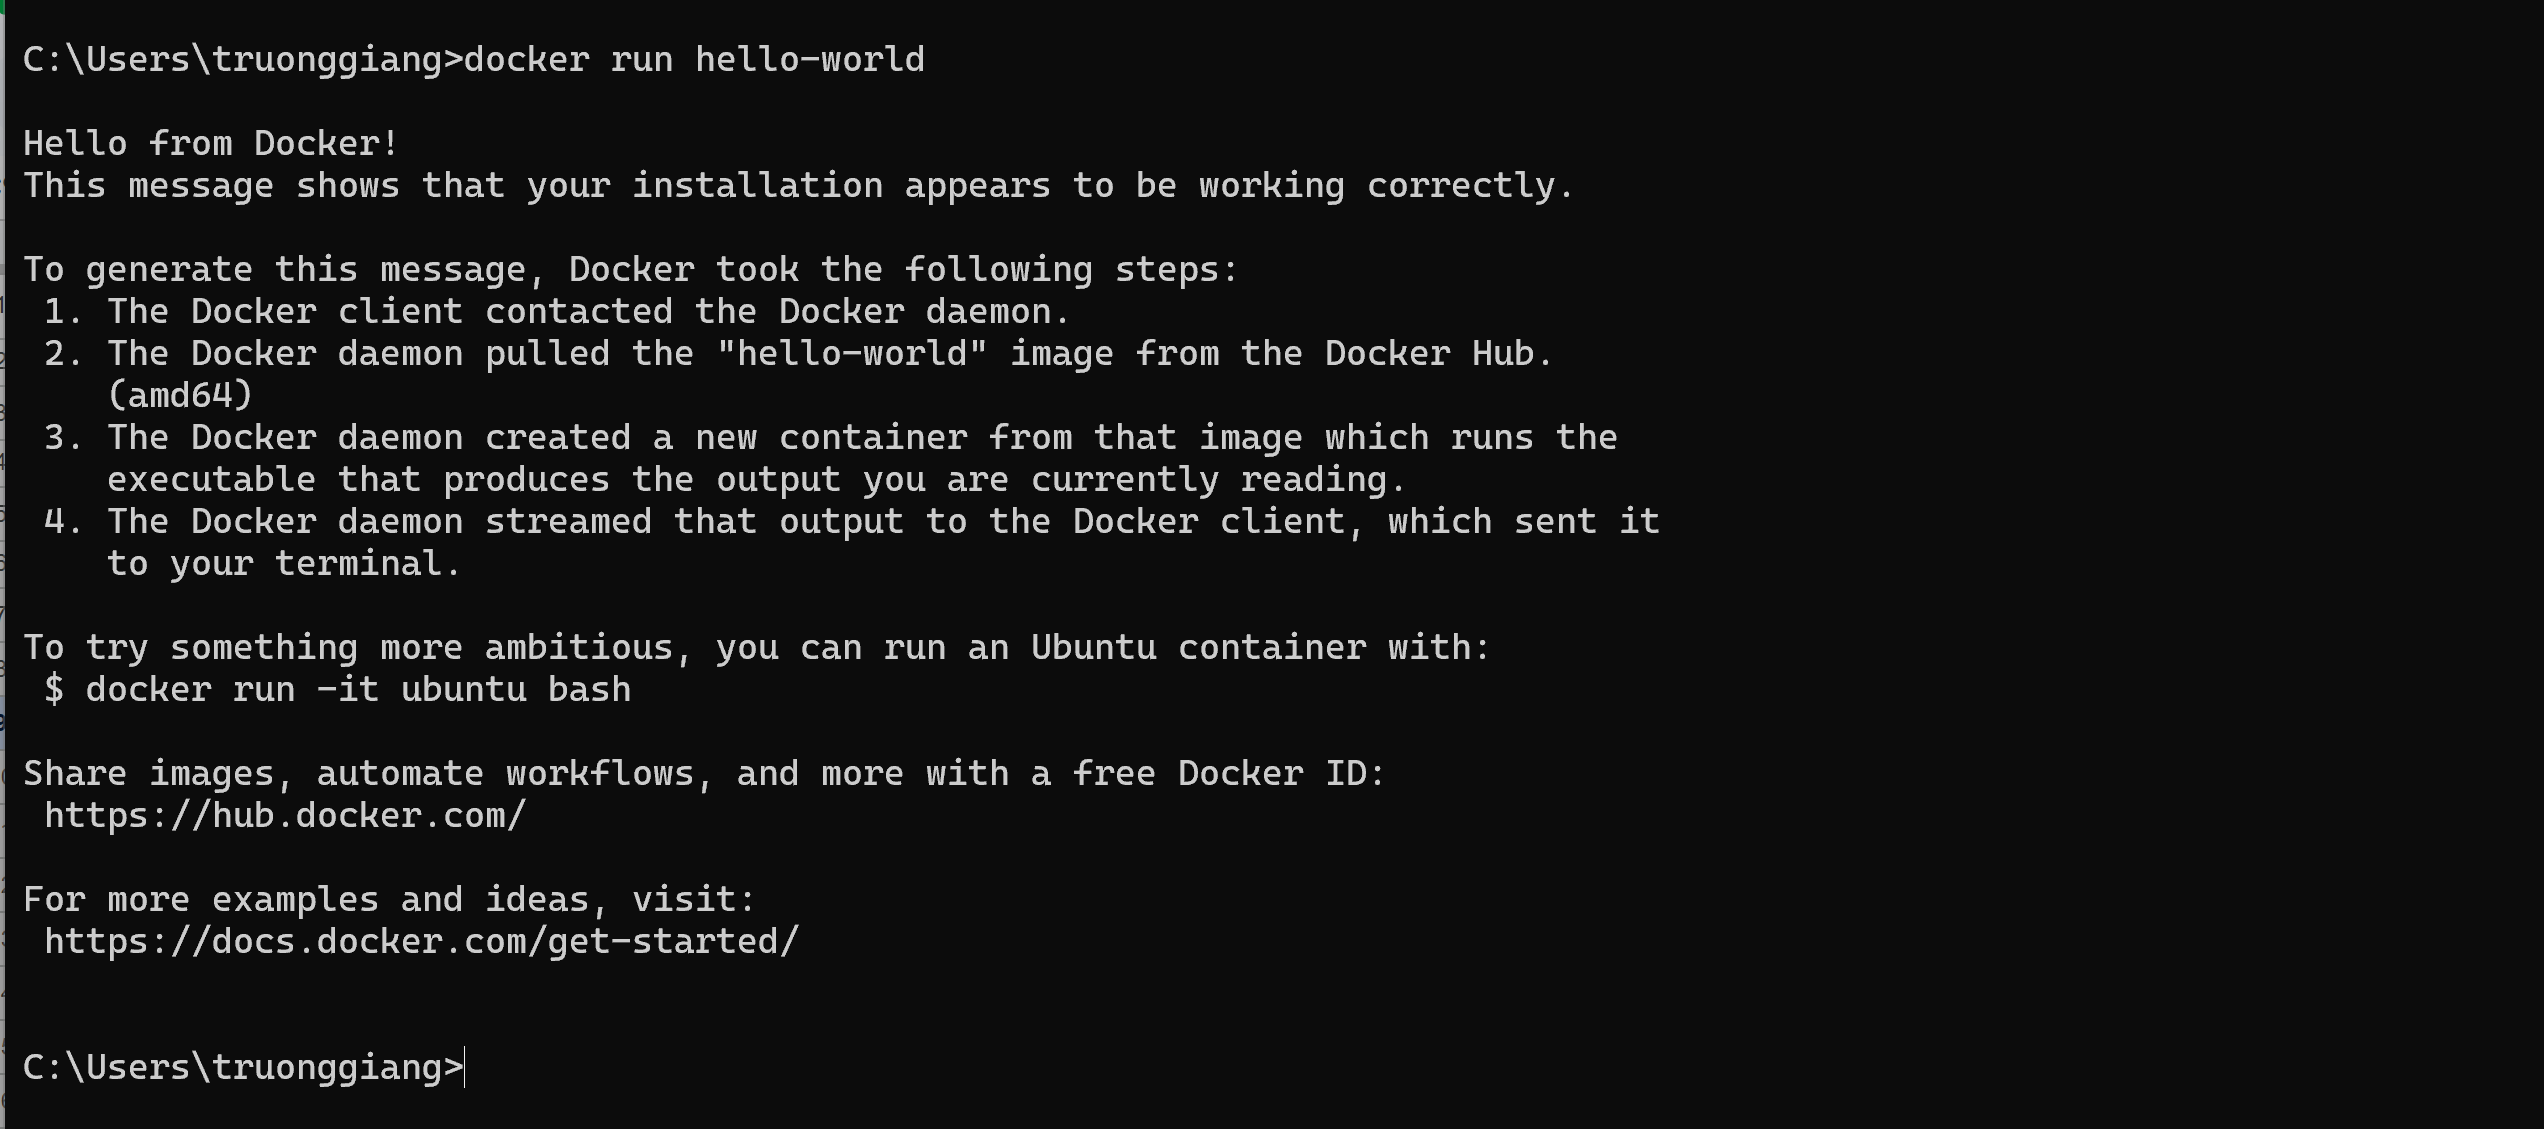 C:\Users\truonggiang>docker run hello-world
Hello from Docker!
This message shows that your installation appears to be working correctly.
To generate this message, Docker took the following steps:
1. The Docker client contacted the Docker daemon.
2. The Docker daemon pulled the "hello-world" image from the Docker Hub.
(amd64)
3. The Docker daemon created a new container from that image which runs the
executable that produces the output you are currently reading.
4. The Docker daemon streamed that output to the Docker client, which sent it
to your terminal.
To try something more ambitious, you can run an Ubuntu container with:
$ docker run -it ubuntu bash
Share images, automate workflows, and more with a free Docker ID:
https://hub.docker.com/
For more examples and ideas, visit:
https://docs.docker.com/get-started/
C:\Users\truonggiang>